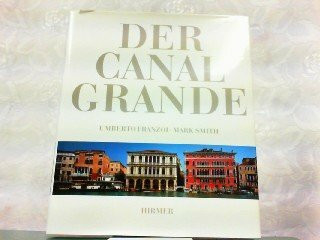 DER
CANAL
GRANDE
UMBERTO FRANZOI · MARK SMITH
HIRMER